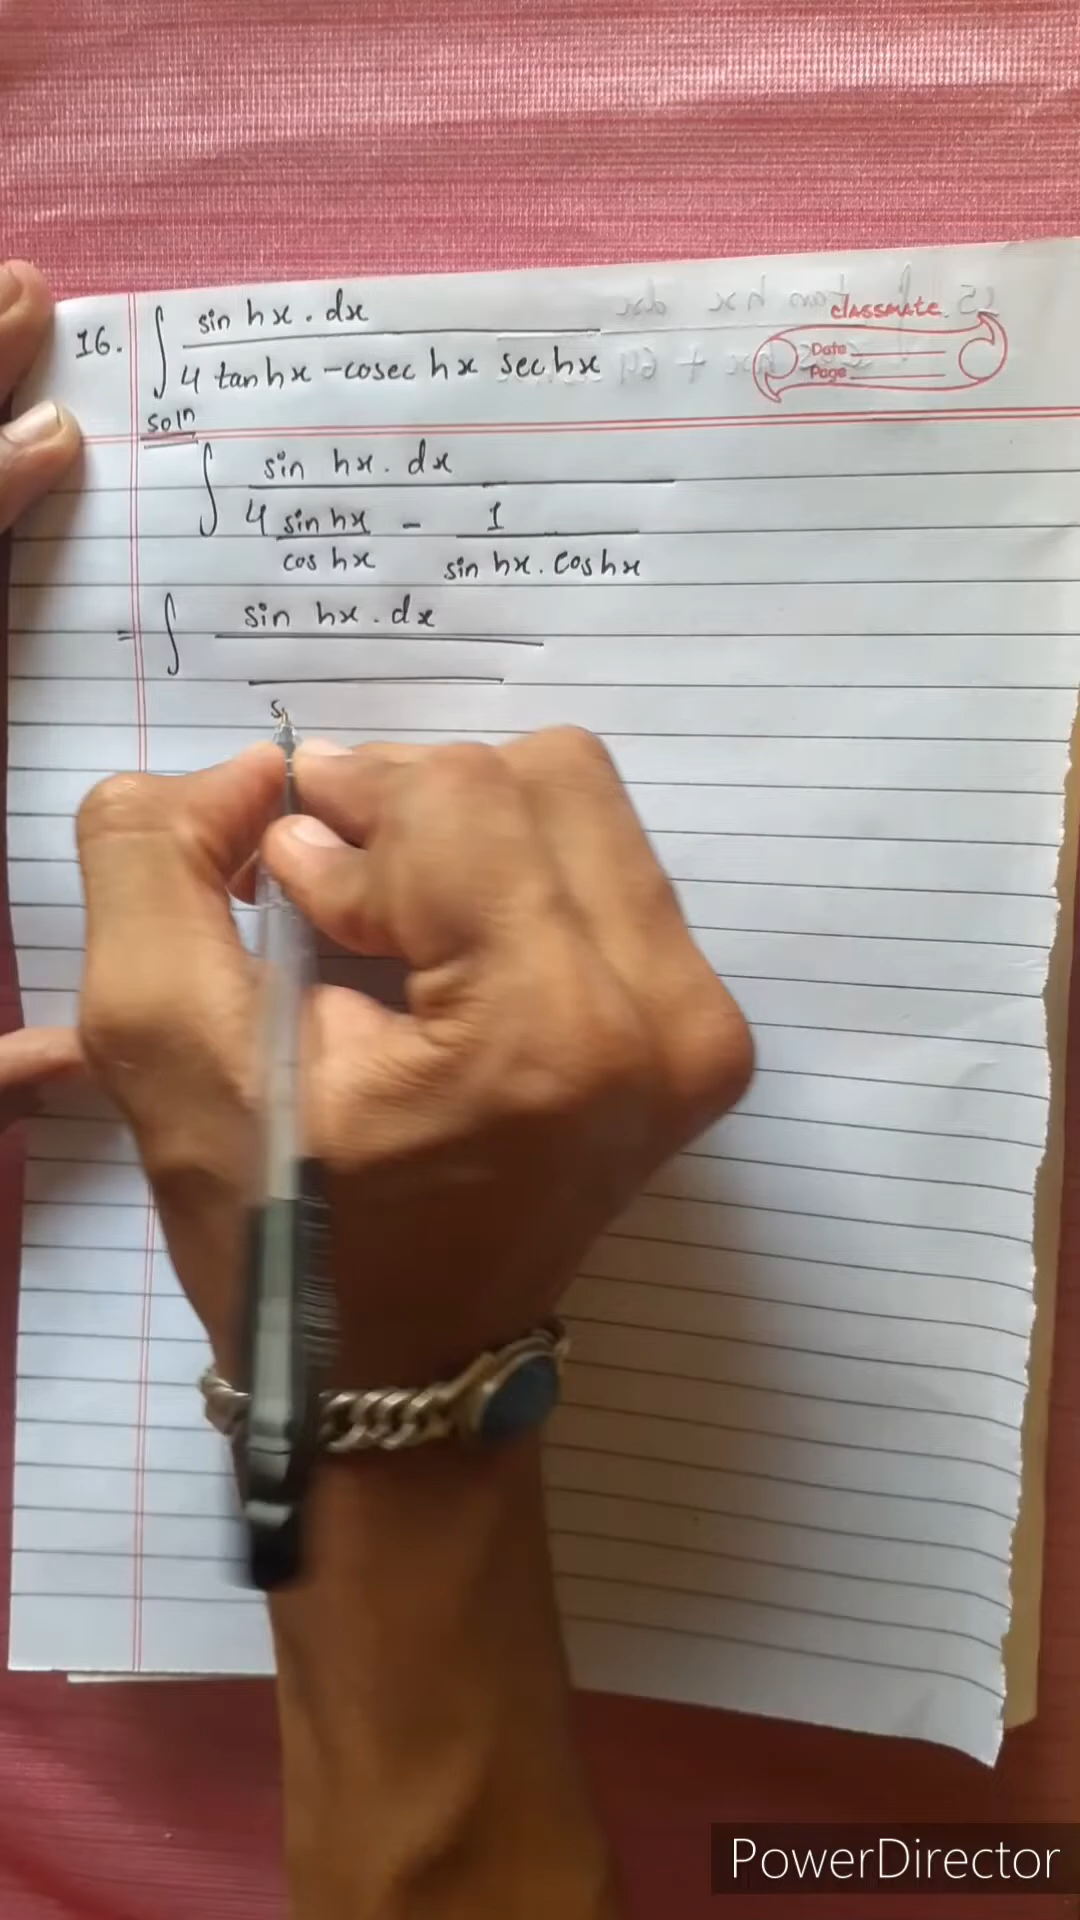 16. ∫ sin hx . dx
4 tan hx - cosec hx sec hx
classmate
Date
Page
soln
∫ sin hx . dx
4 sin hx - 1
cos hx sin hx . cos hx
= ∫ sin hx . dx
PowerDirector